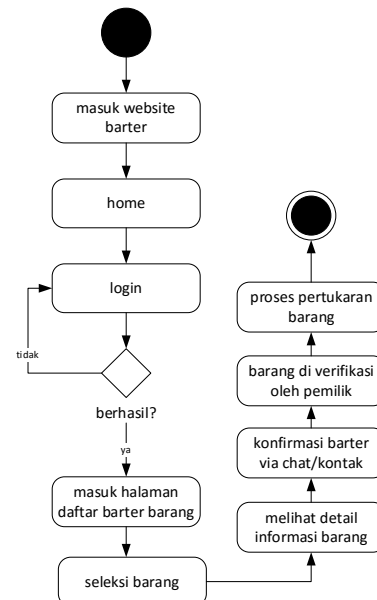 masuk website
barter
home
login
tidak
berhasil?
ya
masuk halaman
daftar barter barang
seleksi barang
melihat detail
informasi barang
konfirmasi barter
via chat/kontak
barang di verifikasi
oleh pemilik
proses pertukaran
barang